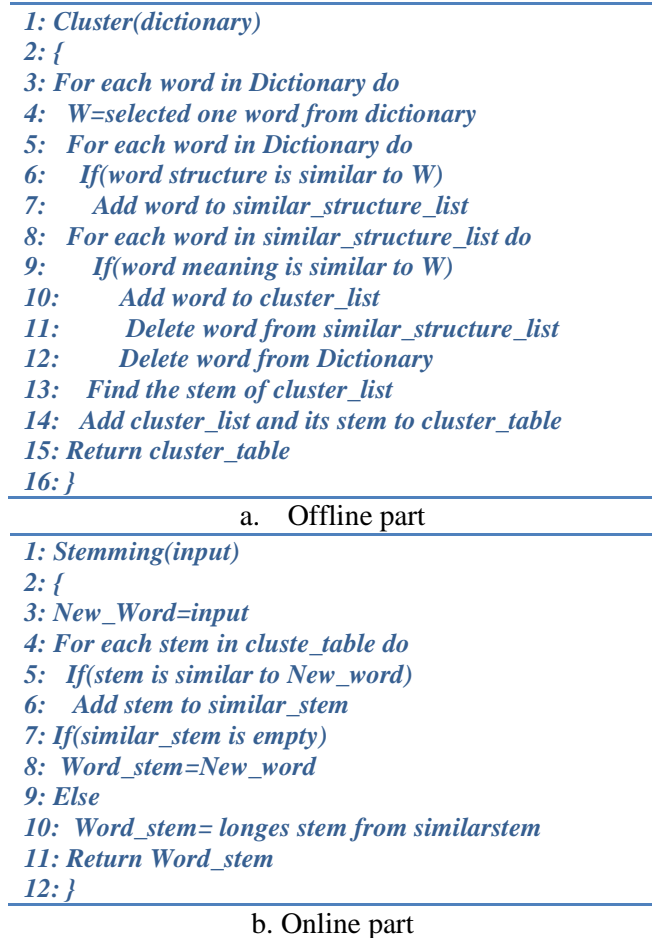 1: Cluster(dictionary)
2: {
3: For each word in Dictionary do
4: W=selected one word from dictionary
5: For each word in Dictionary do
6: If(word structure is similar to W)
7: Add word to similar_structure_list
8: For each word in similar_structure_list do
9: If(word meaning is similar to W)
10: Add word to cluster_list
11: Delete word from similar_structure_list
12: Delete word from Dictionary
13: Find the stem of cluster_list
14: Add cluster_list and its stem to cluster_table
15: Return cluster_table
16: }
a. Offline part
1: Stemming(input)
2: {
3: New_Word=input
4: For each stem in cluste_table do
5: If(stem is similar to New_word)
6: Add stem to similar_stem
7: If(similar_stem is empty)
8: Word_stem=New_word
9: Else
10: Word_stem= longes stem from similarstem
11: Return Word_stem
12: }
b. Online part